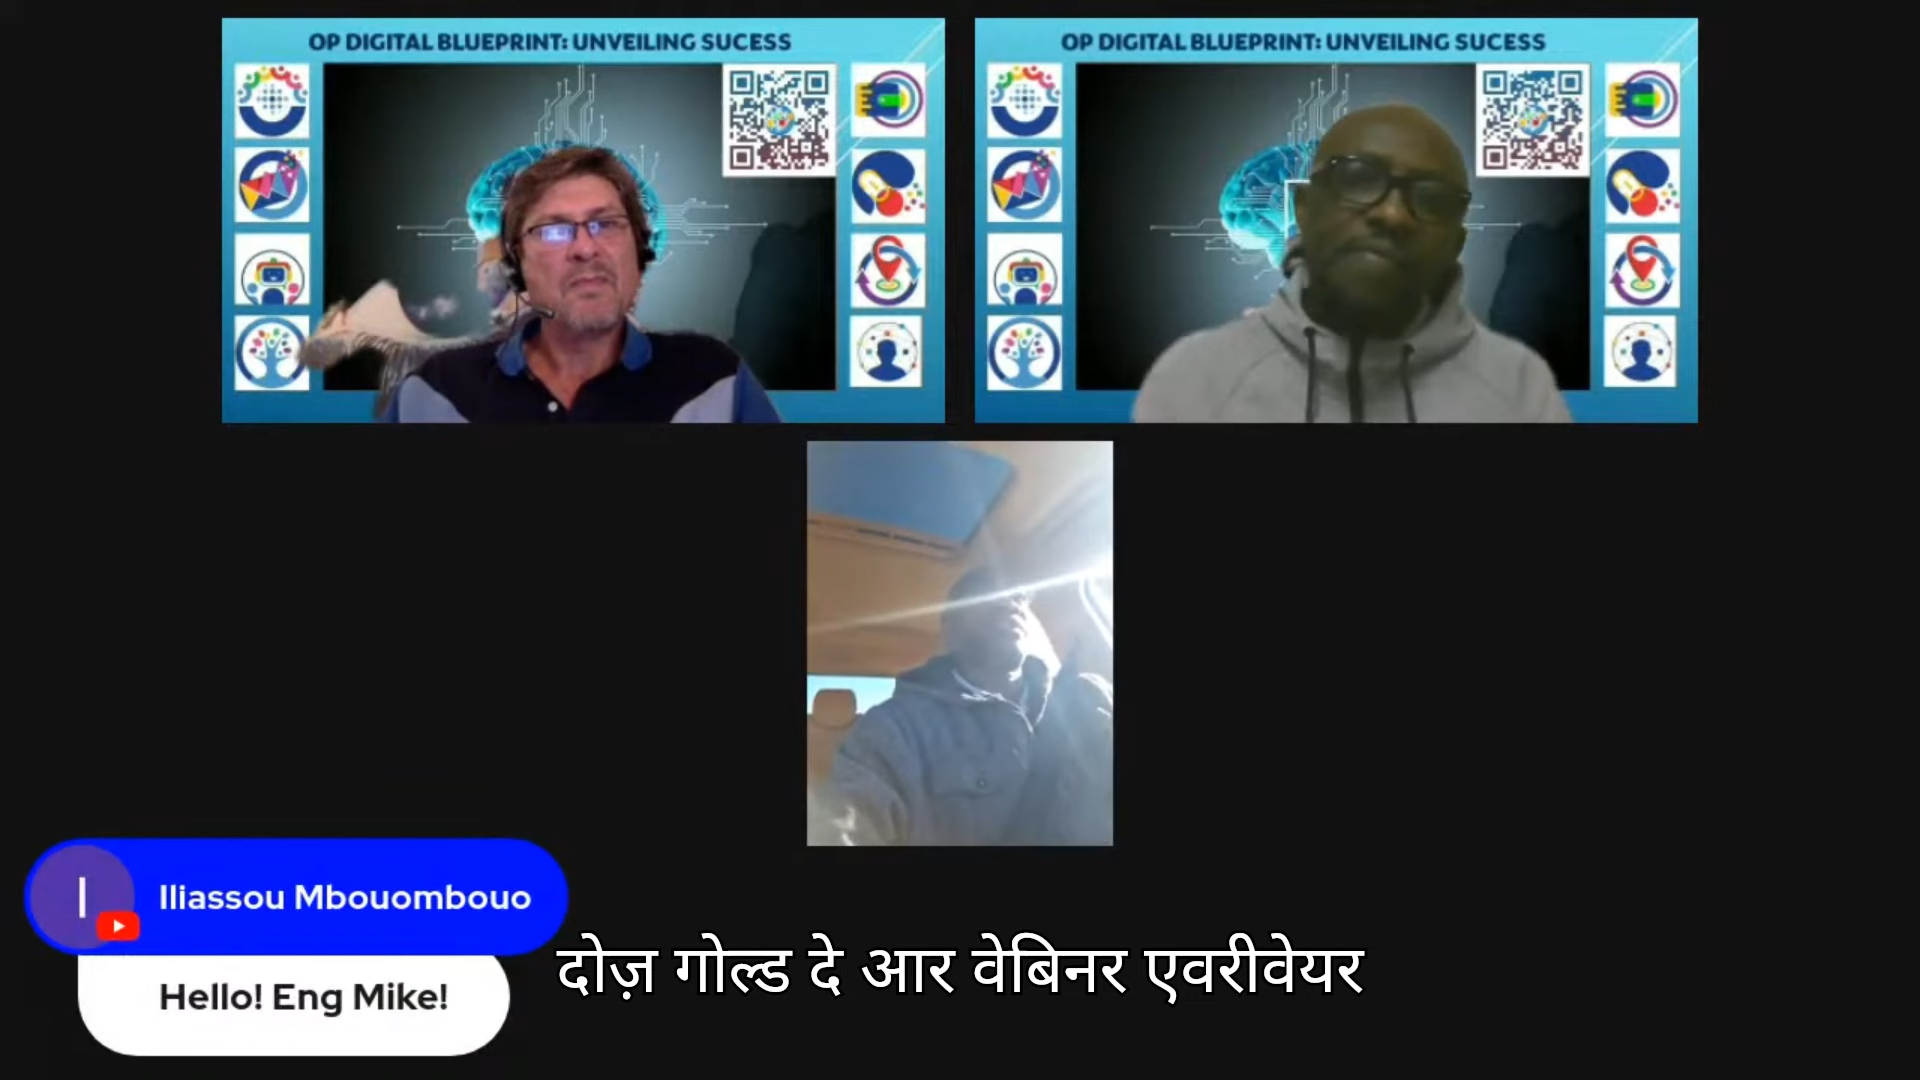 OP DIGITAL BLUEPRINT: UNVEILING SUCESS
OP DIGITAL BLUEPRINT: UNVEILING SUCESS
I
Iliassou Mbouombouo
Hello! Eng Mike!
दोज़ गोल्ड दे आर वेबिनर एवरीवेयर